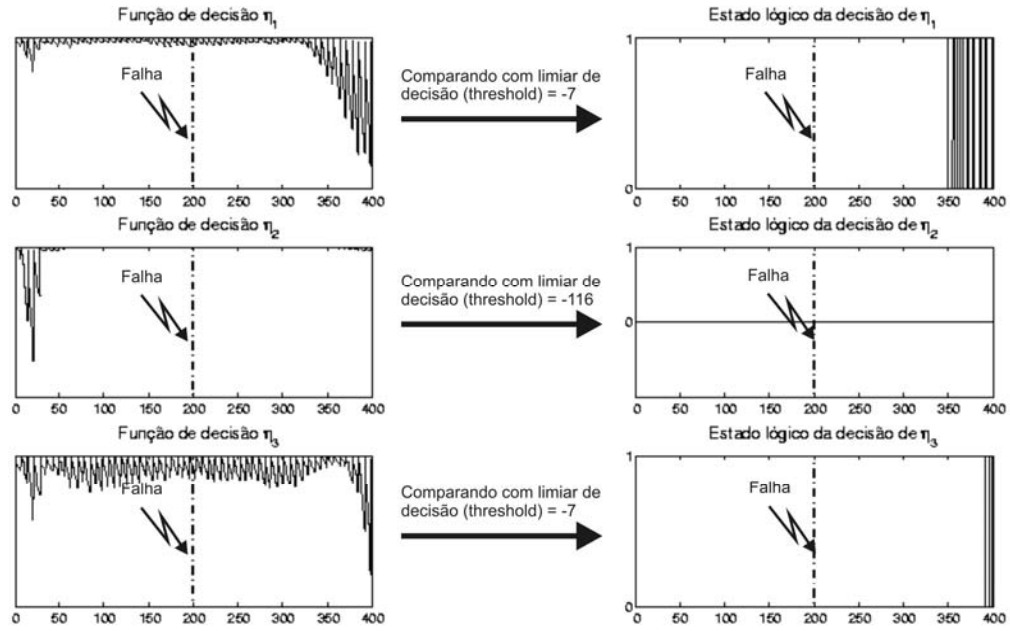 Função de decisão η1
Falha
0 50 100 150 200 250 300 350 400
Comparando com limiar de
decisão (threshold) = -7
Estado lógico da decisão de η1
1
Falha
0
0 50 100 150 200 250 300 350 400
Função de decisão η2
Falha
0 50 100 150 200 250 300 350 400
Comparando com limiar de
decisão (threshold) = -116
Estado lógico da decisão de η2
1
Falha
0
0 50 100 150 200 250 300 350 400
Função de decisão η3
Falha
0 50 100 150 200 250 300 350 400
Comparando com limiar de
decisão (threshold) = -7
Estado lógico da decisão de η3
1
Falha
0
0 50 100 150 200 250 300 350 400